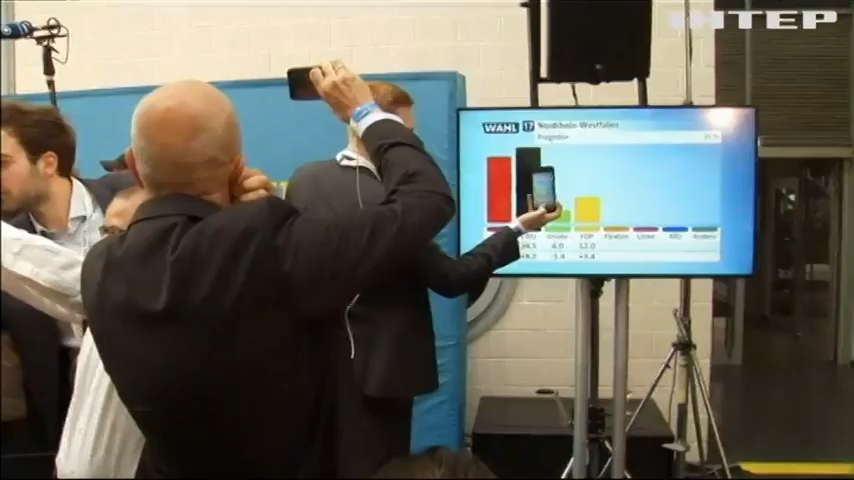 ІНТЕР
WAHL 17 Nordrhein-Westfalen
Prognose
CDU Grüne FDP Piraten Linke AfD Andere
34.5 6.0 12.0
+8.2 -5.4 +3.4